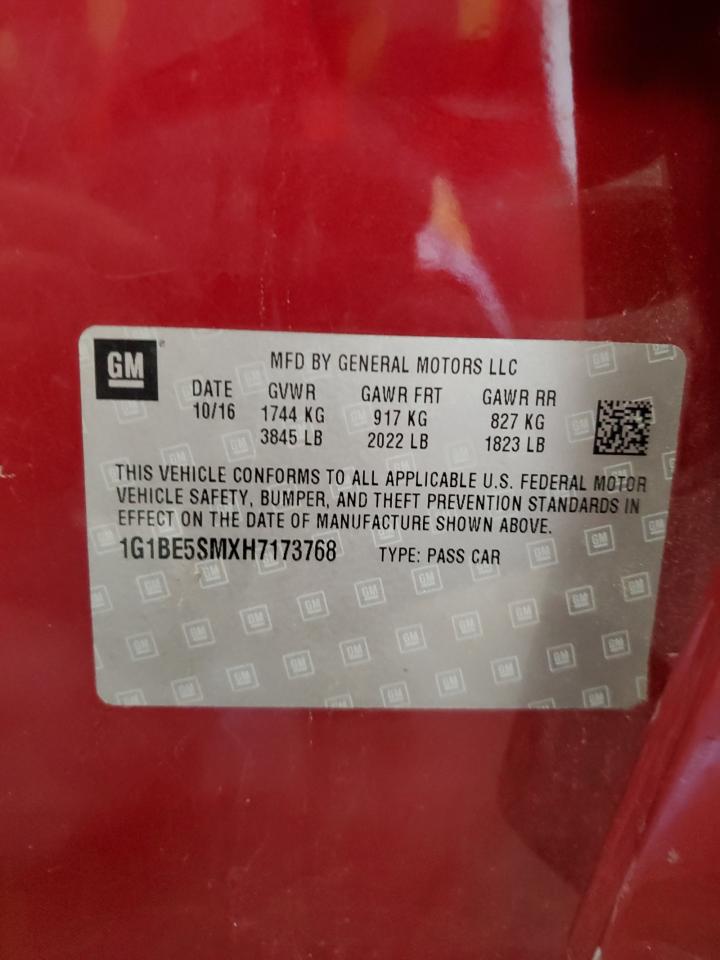 GM
MFD BY GENERAL MOTORS LLC
DATE GVWR GAWR FRT GAWR RR
10/16 1744 KG 917 KG 827 KG
3845 LB 2022 LB 1823 LB
THIS VEHICLE CONFORMS TO ALL APPLICABLE U.S. FEDERAL MOTOR
VEHICLE SAFETY, BUMPER, AND THEFT PREVENTION STANDARDS IN
EFFECT ON THE DATE OF MANUFACTURE SHOWN ABOVE.
1G1BE5SMXH7173768 TYPE: PASS CAR